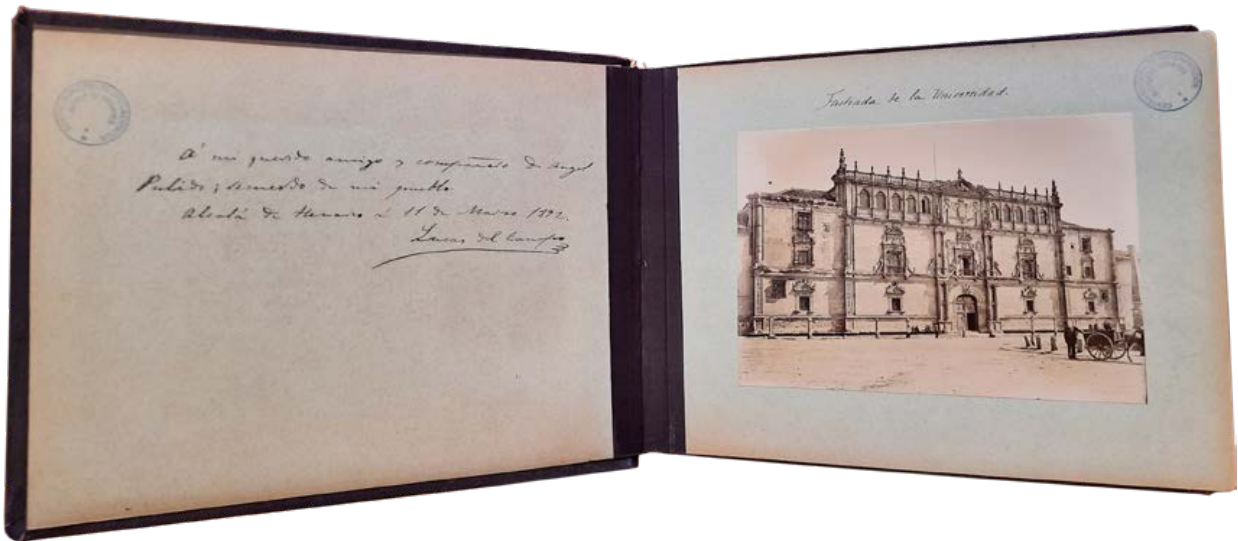 Á mi querido amigo y compañero Dn Angel
Pulido; recuerdo de mi pueblo
Alcalá de Henares á 11 de Marzo 1892.
Lucas del Campo
Fachada de la Universidad.